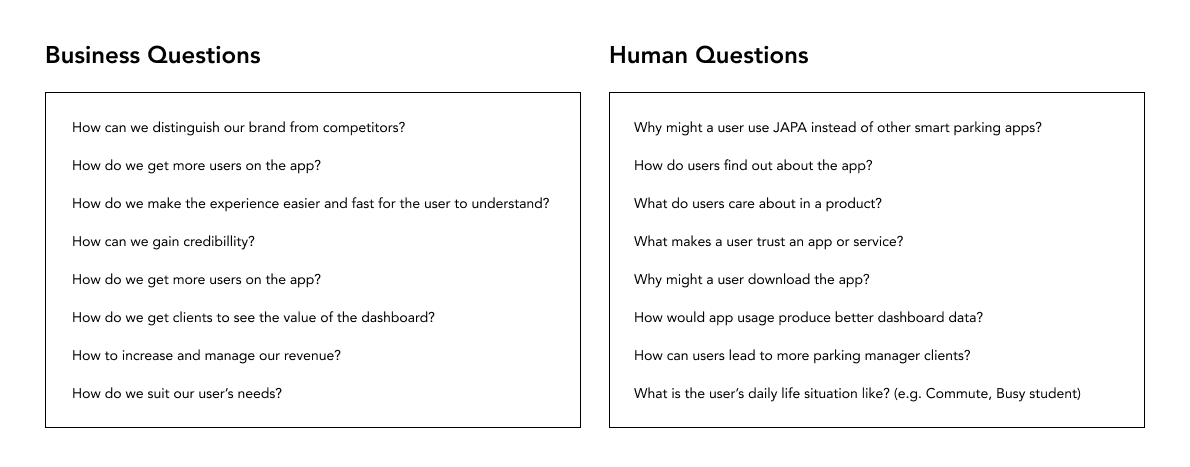 Business Questions
How can we distinguish our brand from competitors?
How do we get more users on the app?
How do we make the experience easier and fast for the user to understand?
How can we gain credibillity?
How do we get more users on the app?
How do we get clients to see the value of the dashboard?
How to increase and manage our revenue?
How do we suit our user’s needs?
Human Questions
Why might a user use JAPA instead of other smart parking apps?
How do users find out about the app?
What do users care about in a product?
What makes a user trust an app or service?
Why might a user download the app?
How would app usage produce better dashboard data?
How can users lead to more parking manager clients?
What is the user’s daily life situation like? (e.g. Commute, Busy student)